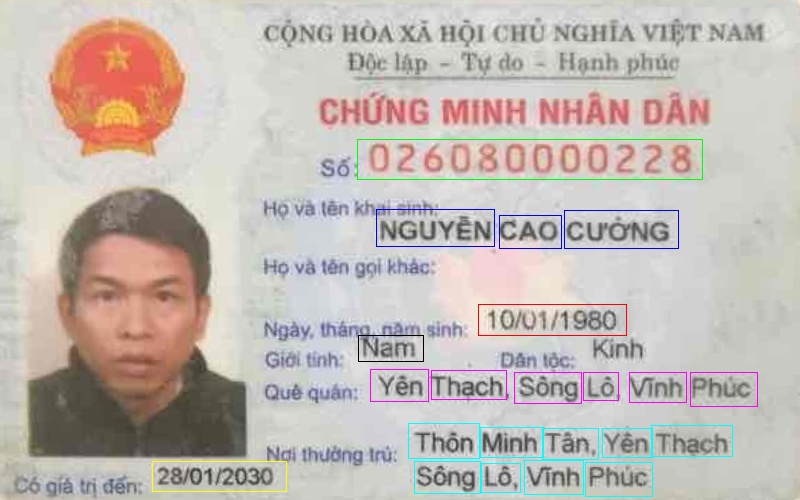 CỘNG HÒA XÃ HỘI CHỦ NGHĨA VIỆT NAM
Độc lập - Tự do - Hạnh phúc
CHỨNG MINH NHÂN DÂN
Số: 026080000228
Họ và tên khai sinh:
NGUYỄN CAO CƯỜNG
Họ và tên gọi khác:
Ngày, tháng, năm sinh: 10/01/1980
Giới tính: Nam Dân tộc: Kinh
Quê quán: Yên Thạch, Sông Lô, Vĩnh Phúc
Nơi thường trú: Thôn Minh Tân, Yên Thạch
Sông Lô, Vĩnh Phúc
Có giá trị đến: 28/01/2030